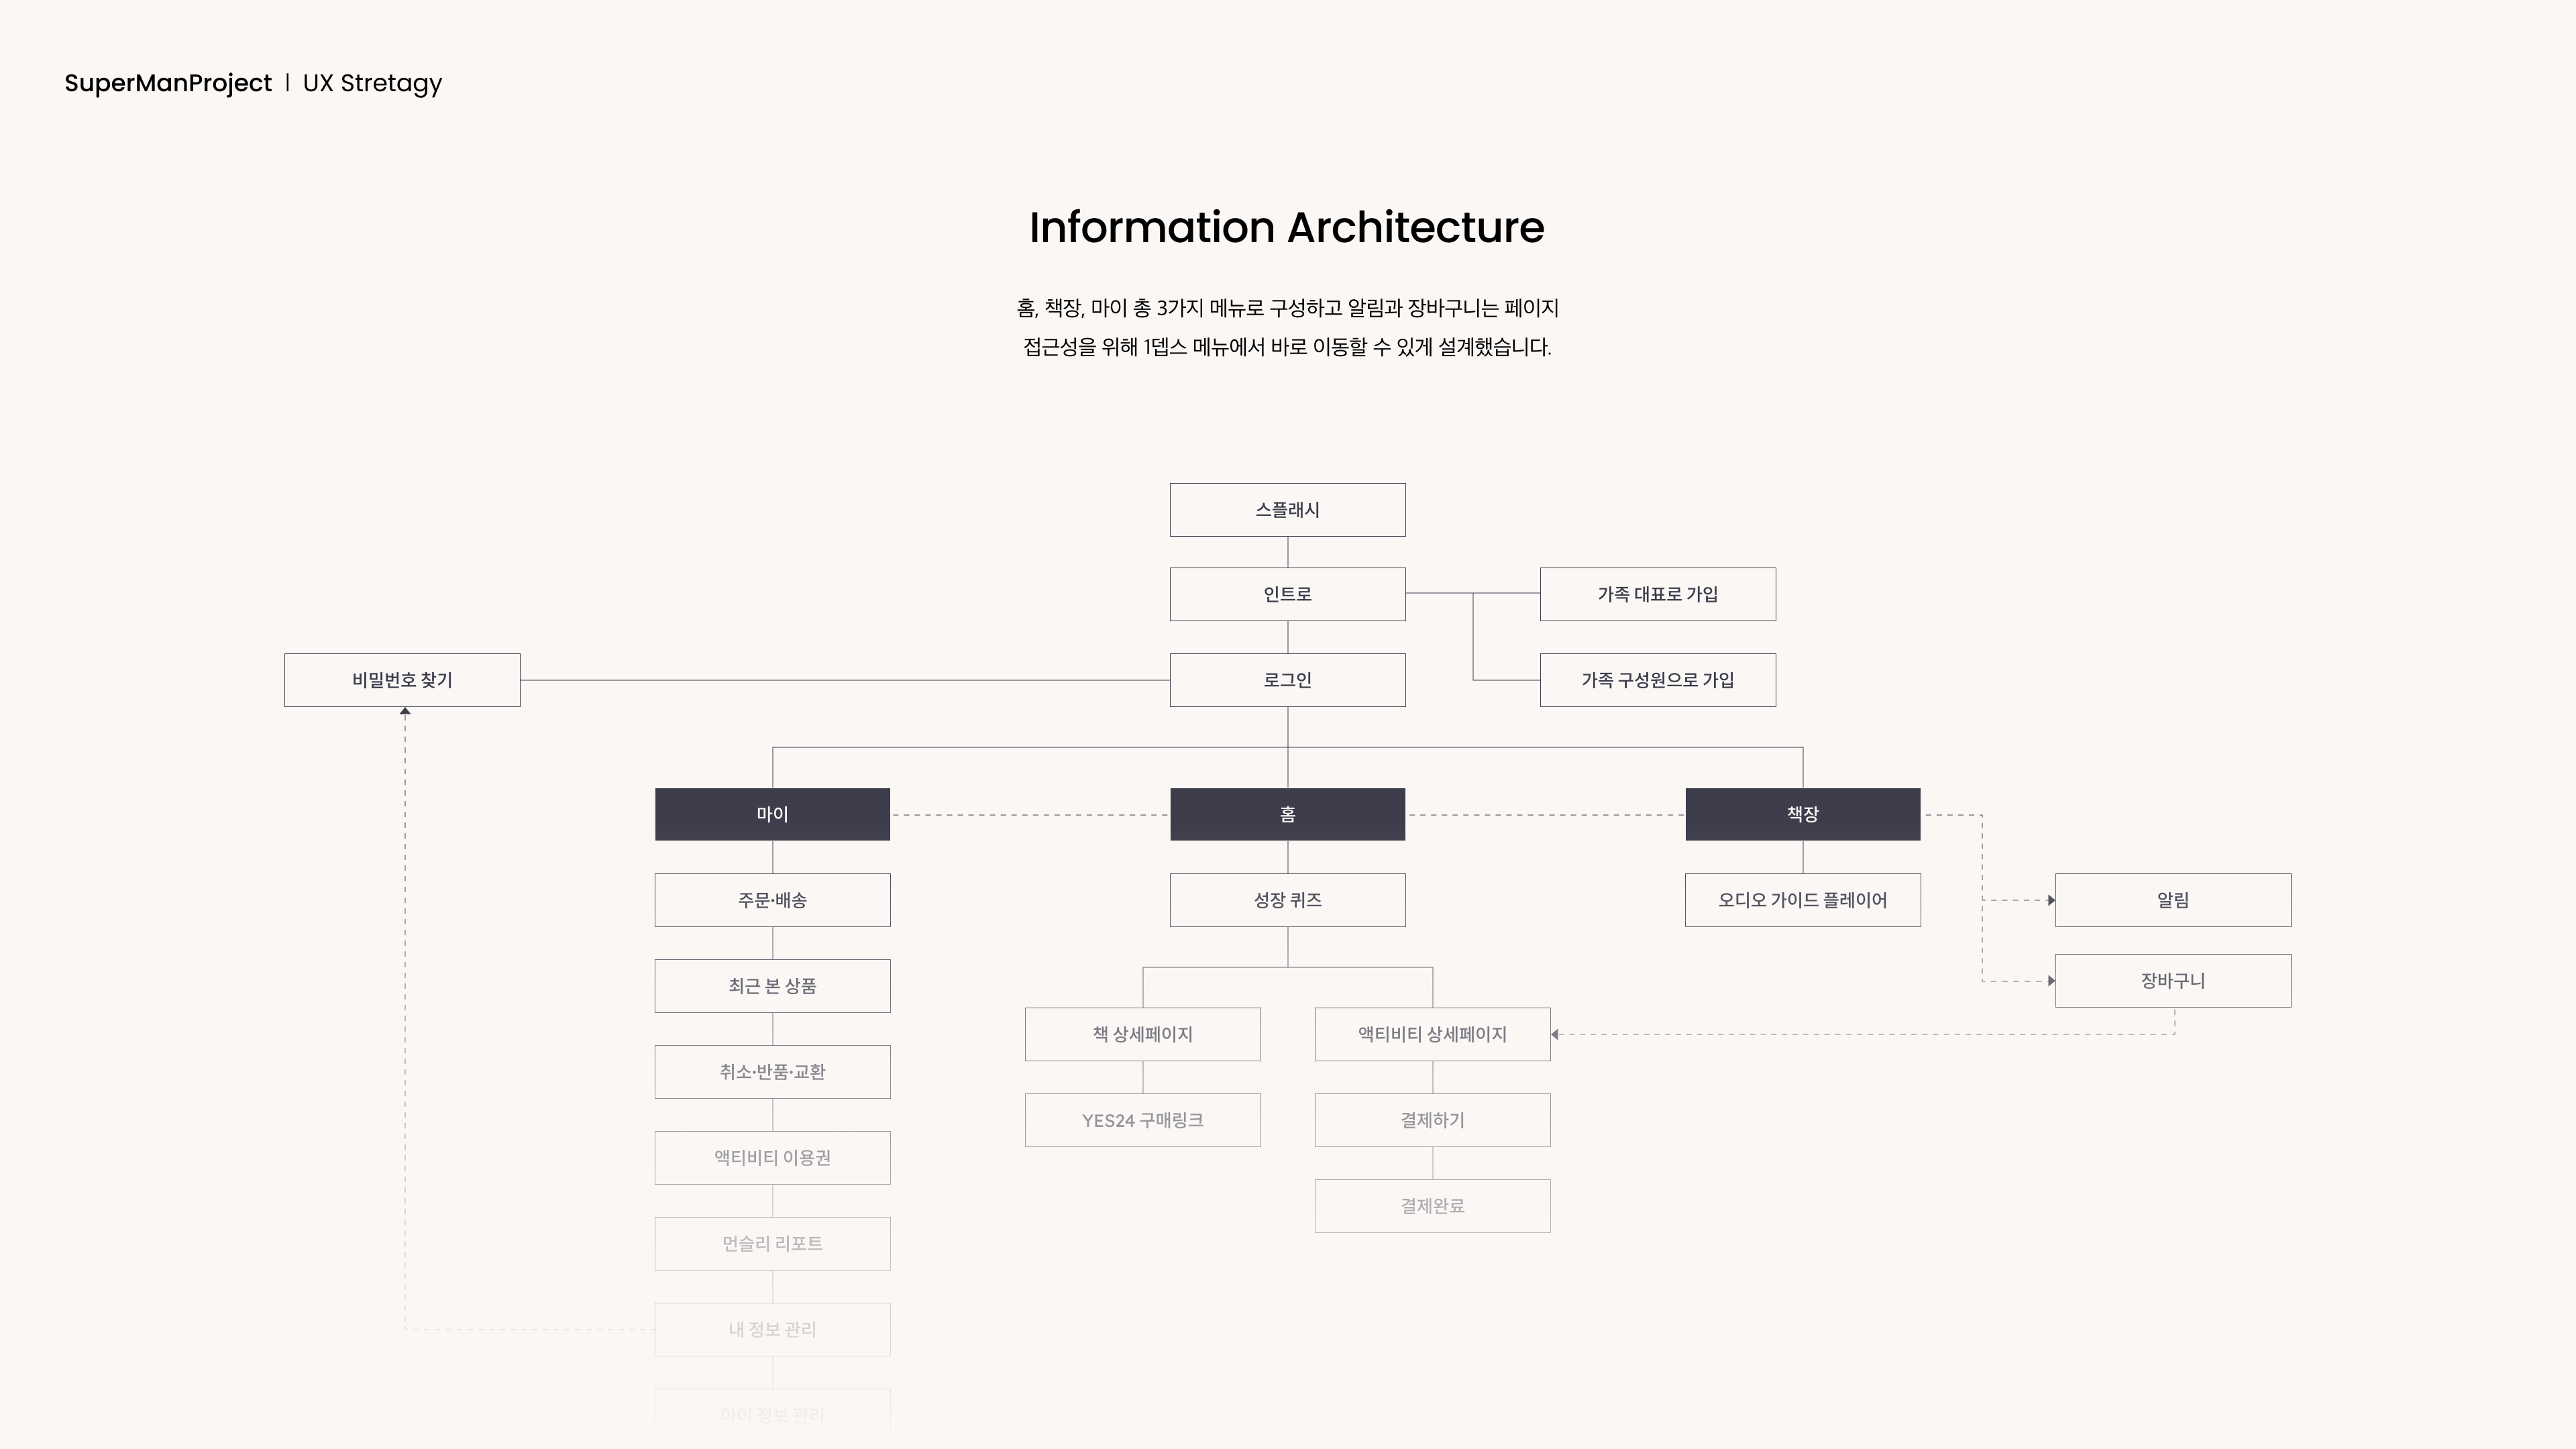 SuperManProject | UX Stretagy
Information Architecture
홈, 책장, 마이 총 3가지 메뉴로 구성하고 알림과 장바구니는 페이지
접근성을 위해 1뎁스 메뉴에서 바로 이동할 수 있게 설계했습니다.
스플래시
인트로
가족 대표로 가입
비밀번호 찾기
로그인
가족 구성원으로 가입
마이
홈
책장
주문·배송
성장 퀴즈
오디오 가이드 플레이어
알림
최근 본 상품
장바구니
책 상세페이지
액티비티 상세페이지
취소·반품·교환
YES24 구매링크
결제하기
액티비티 이용권
결제완료
먼슬리 리포트
내 정보 관리
아이 정보 관리